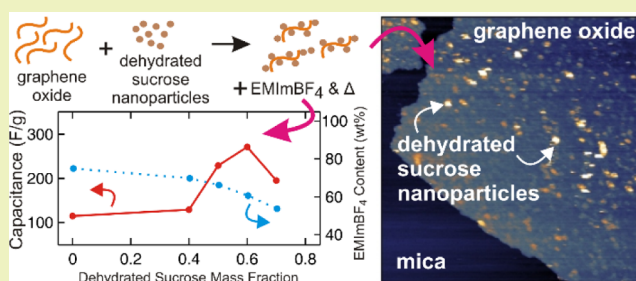 graphene
oxide
+
dehydrated
sucrose
nanoparticles
+ EMImBF4 & Δ
Capacitance (F/g)
300
200
100
100
80
60
40
EMImBF4 Content (wt%)
0
0.2
0.4
0.6
0.8
Dehydrated Sucrose Mass Fraction
graphene oxide
dehydrated
sucrose
nanoparticles
mica